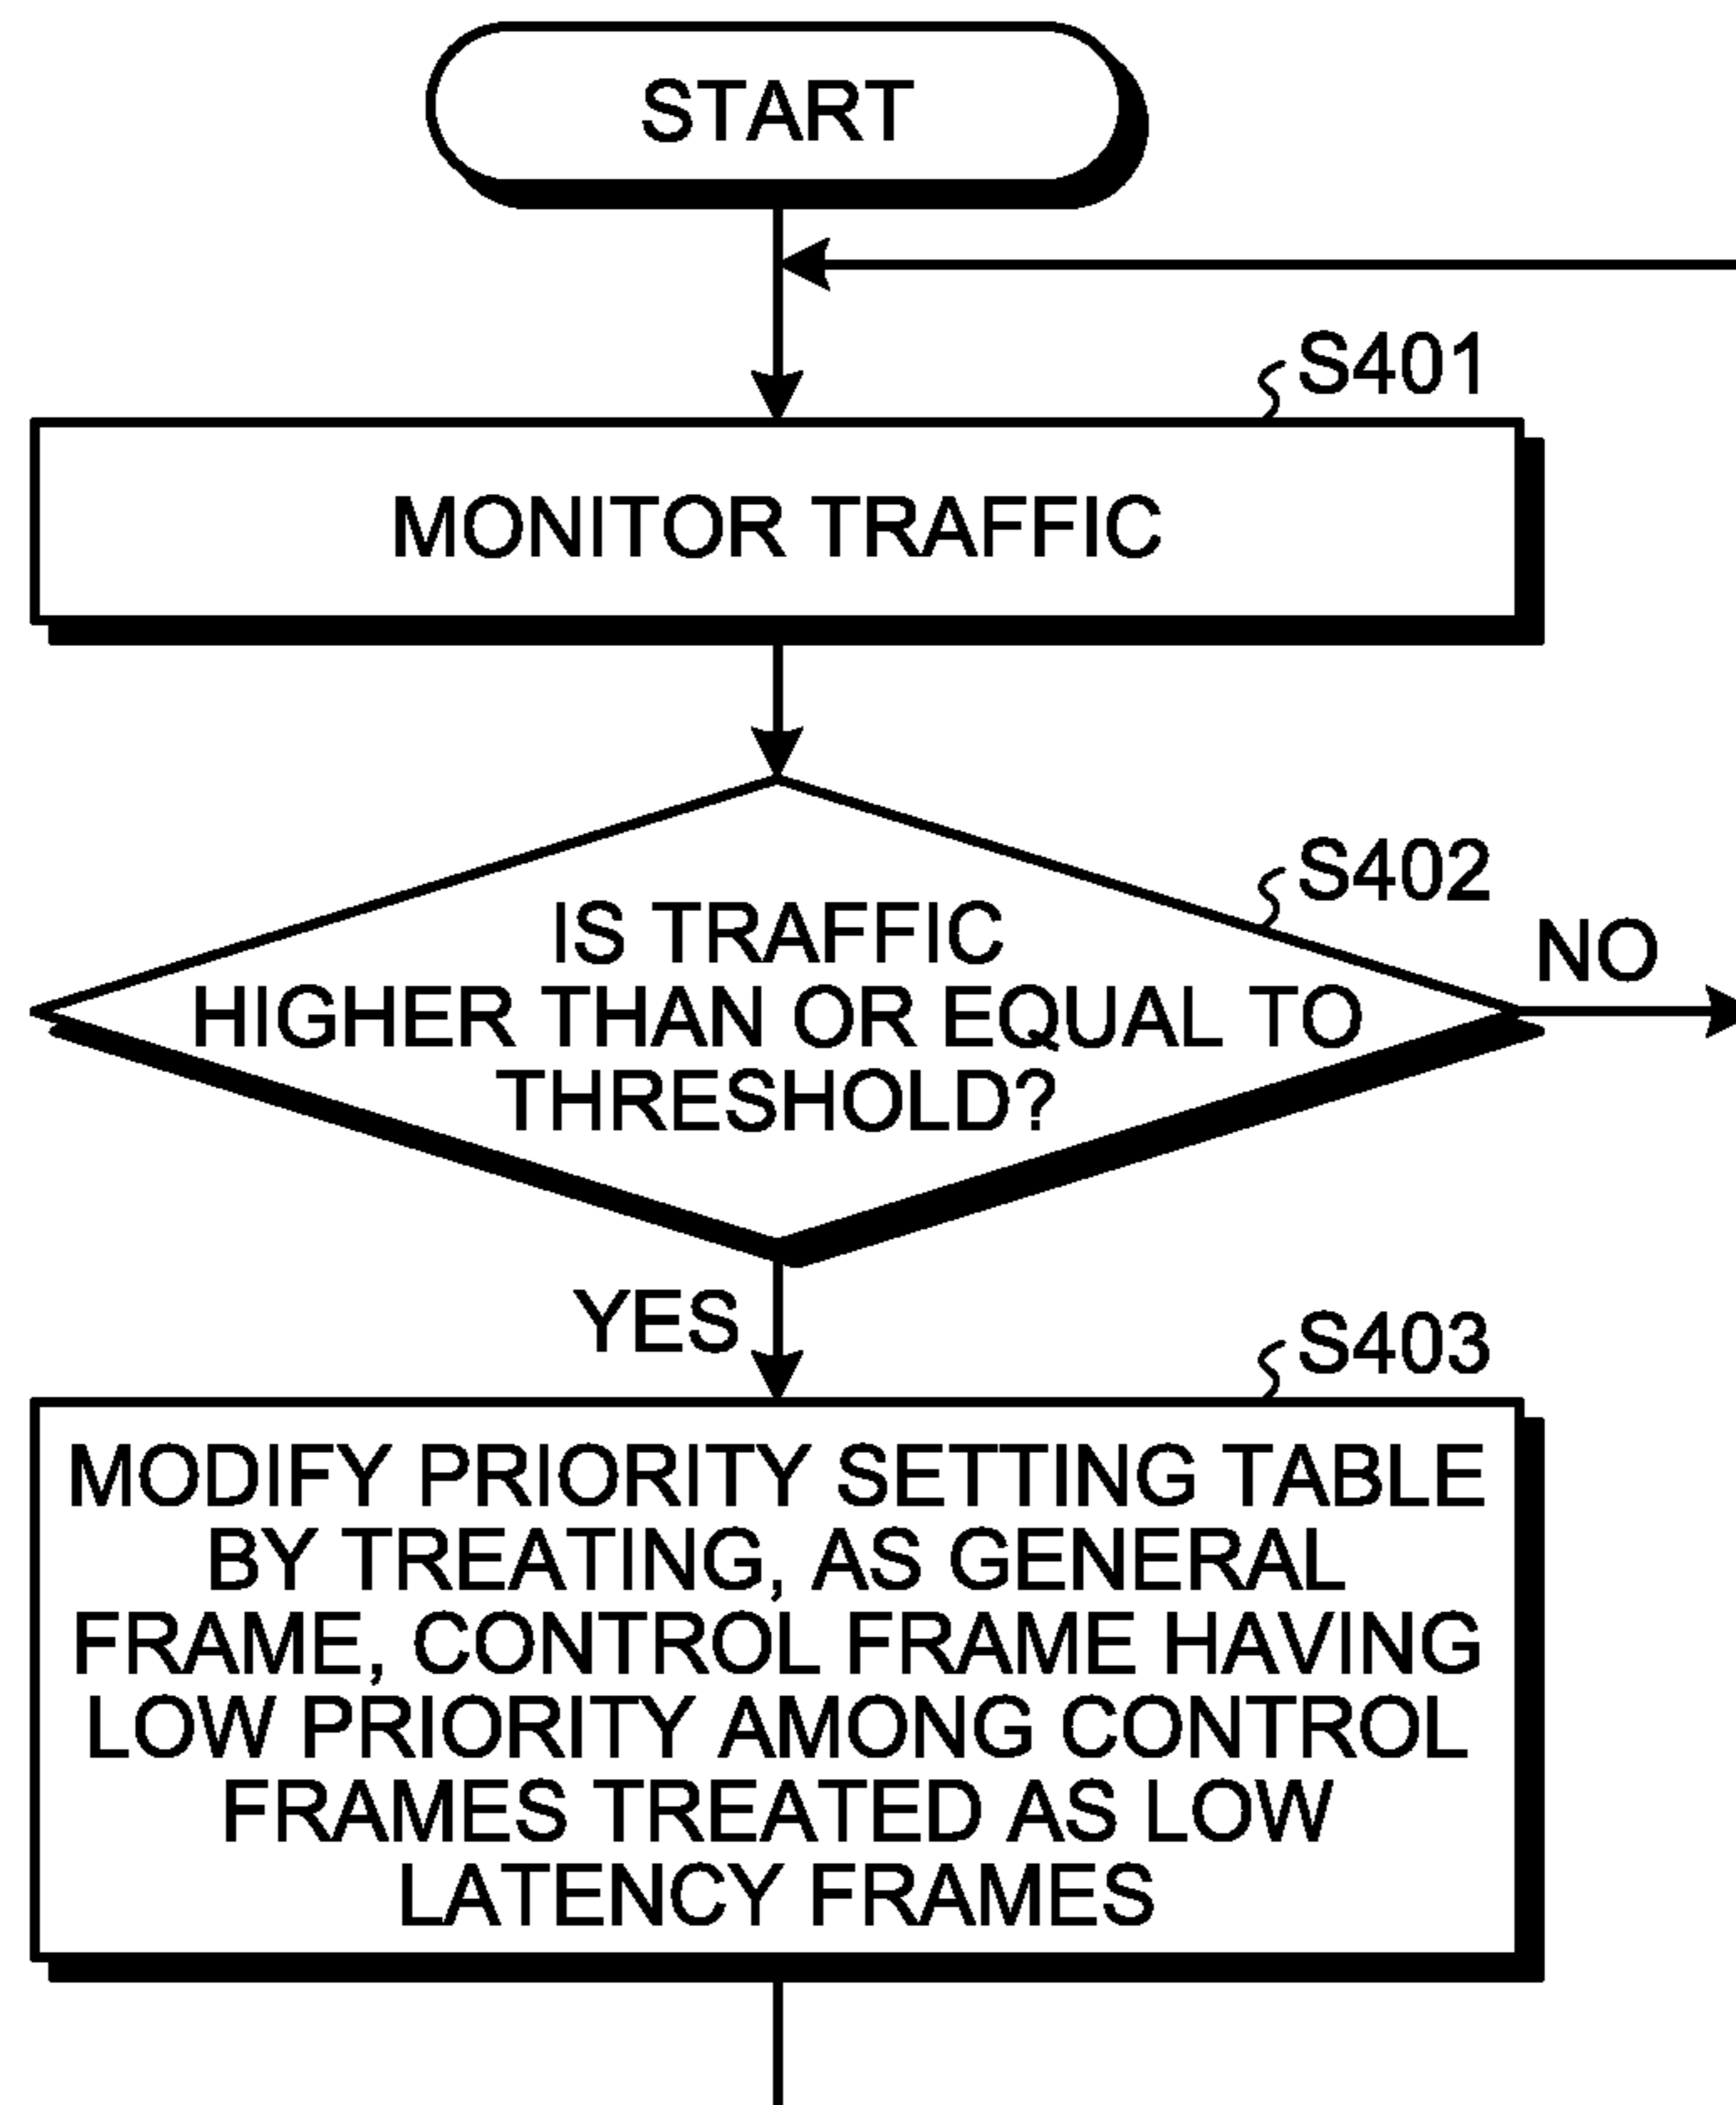 START
S401
MONITOR TRAFFIC
S402
IS TRAFFIC
HIGHER THAN OR EQUAL TO
THRESHOLD?
NO
YES
S403
MODIFY PRIORITY SETTING TABLE
BY TREATING, AS GENERAL
FRAME, CONTROL FRAME HAVING
LOW PRIORITY AMONG CONTROL
FRAMES TREATED AS LOW
LATENCY FRAMES